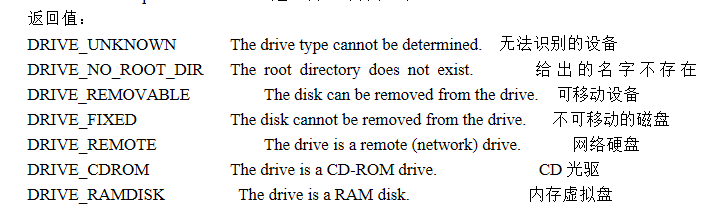 返回值：
DRIVE_UNKNOWN The drive type cannot be determined. 无法识别的设备
DRIVE_NO_ROOT_DIR The root directory does not exist. 给出的名字不存在
DRIVE_REMOVABLE The disk can be removed from the drive. 可移动设备
DRIVE_FIXED The disk cannot be removed from the drive. 不可移动的磁盘
DRIVE_REMOTE The drive is a remote (network) drive. 网络硬盘
DRIVE_CDROM The drive is a CD-ROM drive. CD 光驱
DRIVE_RAMDISK The drive is a RAM disk. 内存虚拟盘